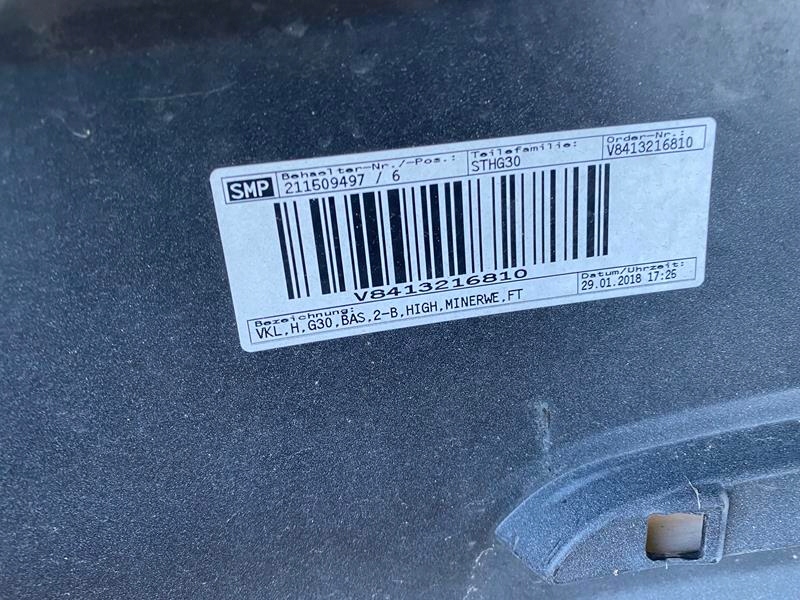 SMP
Behaelter-Nr./-Pos.:
211509497 / 6
Teilefamilie:
STHG30
Order-Nr.:
V8413216810
V8413216810
Bezeichnung:
VKL,H,G30,BAS,2-B,HIGH,MINERWE,FT
Datum/Uhrzeit:
29.01.2018 17:25